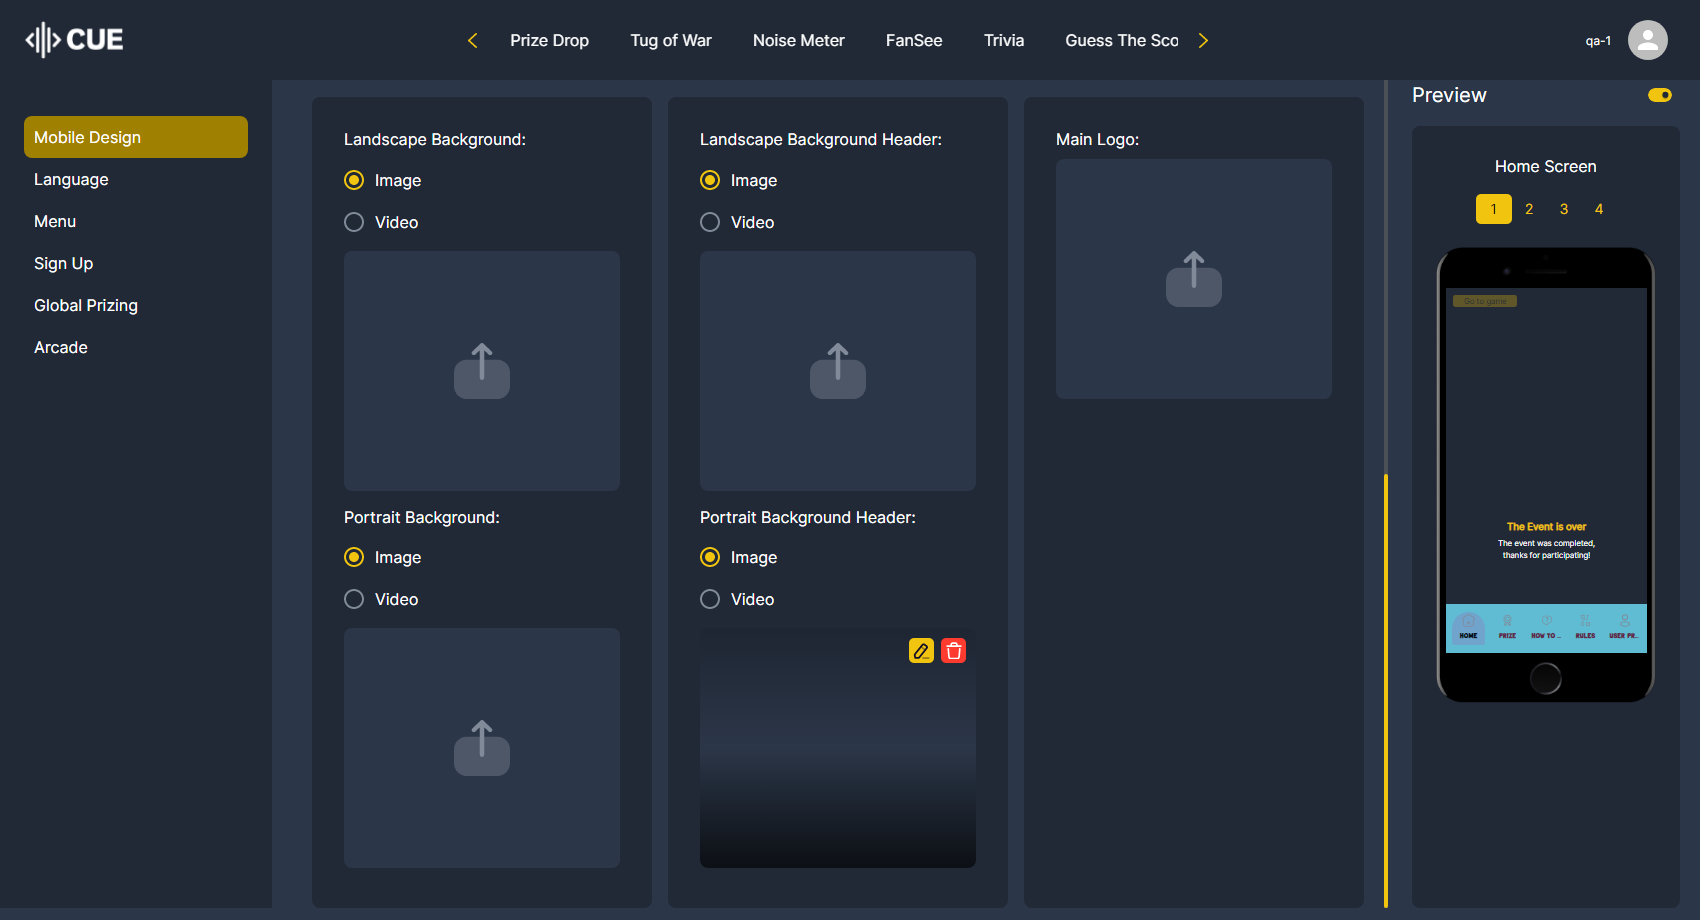 CUE
Prize Drop
Tug of War
Noise Meter
FanSee
Trivia
Guess The Sco
qa-1
Mobile Design
Language
Menu
Sign Up
Global Prizing
Arcade
Landscape Background:
Image
Video
Portrait Background:
Image
Video
Landscape Background Header:
Image
Video
Portrait Background Header:
Image
Video
Main Logo:
Preview
Home Screen
1 2 3 4
Go to game
The Event is over
The event was completed,
thanks for participating!
HOME PRIZE HOW TO ... RULES USER PR...